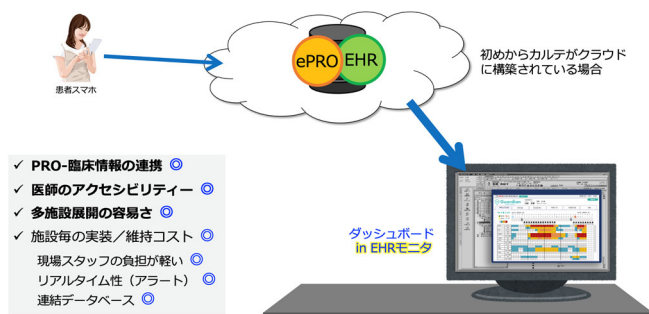 ePRO
EHR
初めからカルテがクラウド
に構築されている場合
患者スマホ
✓ PRO-臨床情報の連携 ◎
✓ 医師のアクセシビリティー ◎
✓ 多施設展開の容易さ ◎
✓ 施設毎の実装／維持コスト ◎
現場スタッフの負担が軽い ◎
リアルタイム性（アラート） ◎
連結データベース ◎
ダッシュボード
in EHRモニタ
Guardian